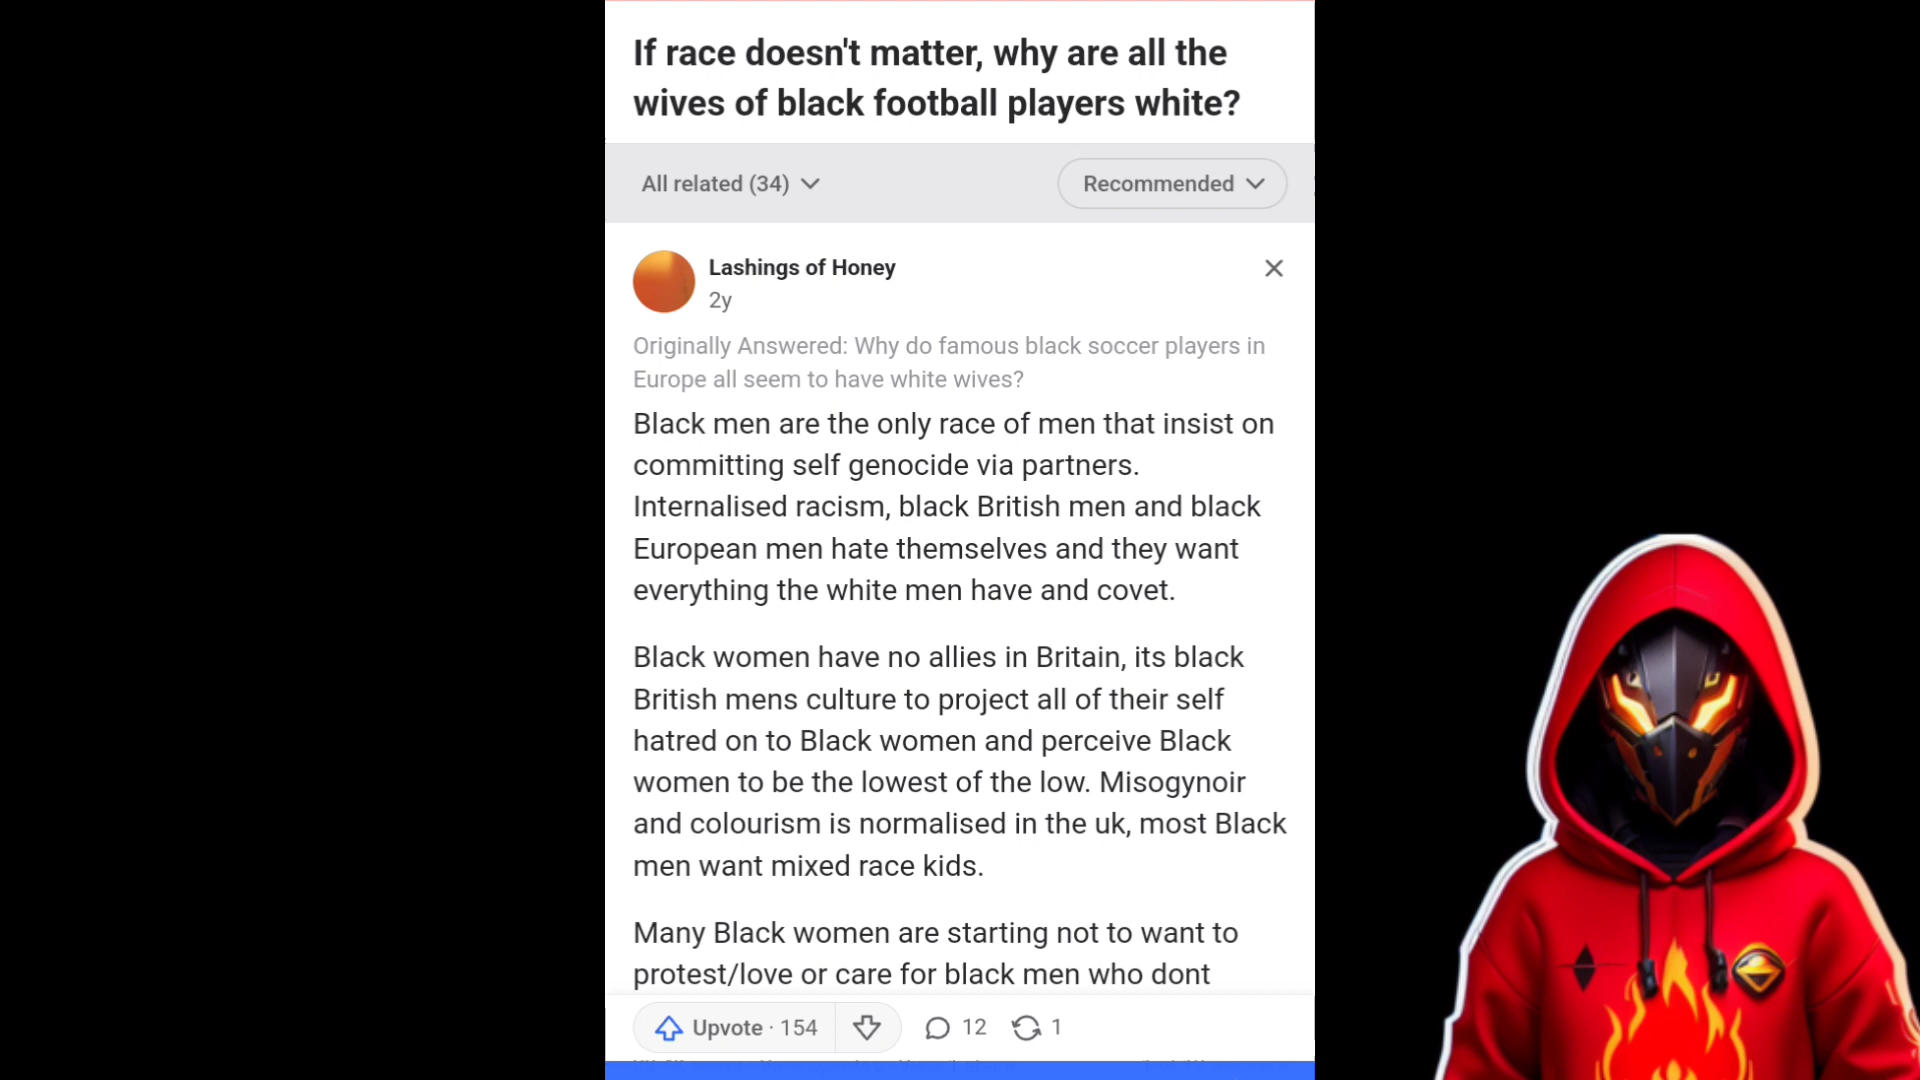 If race doesn't matter, why are all the
wives of black football players white?
All related (34)
Recommended
Lashings of Honey
2y
Originally Answered: Why do famous black soccer players in
Europe all seem to have white wives?
Black men are the only race of men that insist on
committing self genocide via partners.
Internalised racism, black British men and black
European men hate themselves and they want
everything the white men have and covet.
Black women have no allies in Britain, its black
British mens culture to project all of their self
hatred on to Black women and perceive Black
women to be the lowest of the low. Misogynoir
and colourism is normalised in the uk, most Black
men want mixed race kids.
Many Black women are starting not to want to
protest/love or care for black men who dont
Upvote · 154
12
1